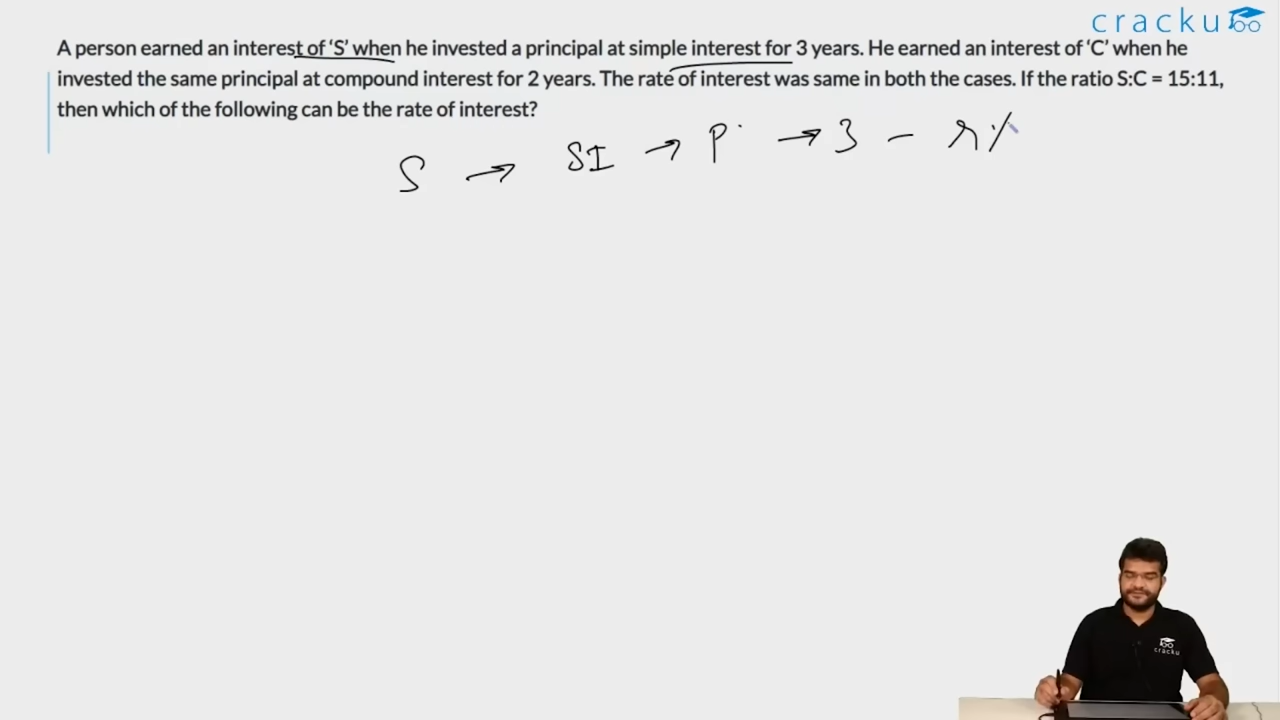 cracku
A person earned an interest of ‘S’ when he invested a principal at simple interest for 3 years. He earned an interest of ‘C’ when he
invested the same principal at compound interest for 2 years. The rate of interest was same in both the cases. If the ratio S:C = 15:11,
then which of the following can be the rate of interest?
S → SI → P → 3 – r%
cracku